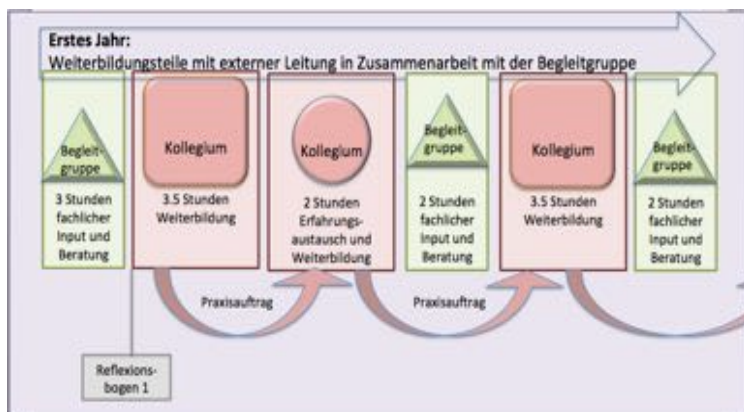 Erstes Jahr:
Weiterbildungsteile mit externer Leitung in Zusammenarbeit mit der Begleitgruppe
Begleit-
gruppe
3 Stunden
fachlicher
Input und
Beratung
Kollegium
3.5 Stunden
Weiterbildung
Kollegium
2 Stunden
Erfahrungs-
austausch und
Weiterbildung
Begleit-
gruppe
2 Stunden
fachlicher
Input und
Beratung
Kollegium
3.5 Stunden
Weiterbildung
Begleit-
gruppe
2 Stunden
fachlicher
Input und
Beratung
Praxisauftrag
Praxisauftrag
Reflexions-
bogen 1